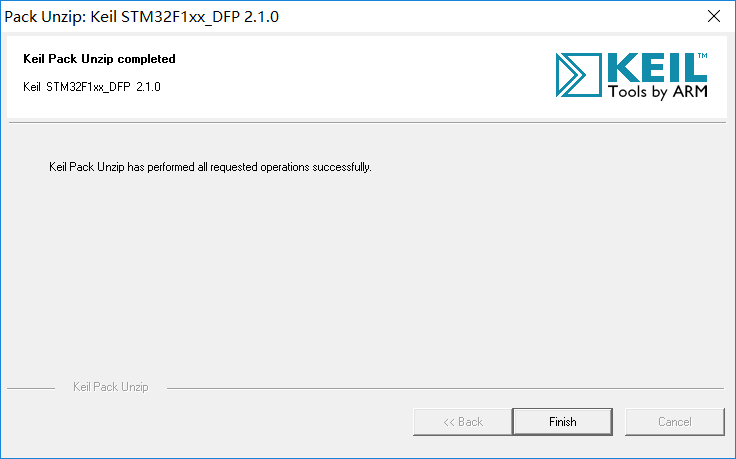 Pack Unzip: Keil STM32F1xx_DFP 2.1.0
Keil Pack Unzip completed
Keil STM32F1xx_DFP 2.1.0
KEIL™
Tools by ARM
Keil Pack Unzip has performed all requested operations successfully.
Keil Pack Unzip
<< Back
Finish
Cancel